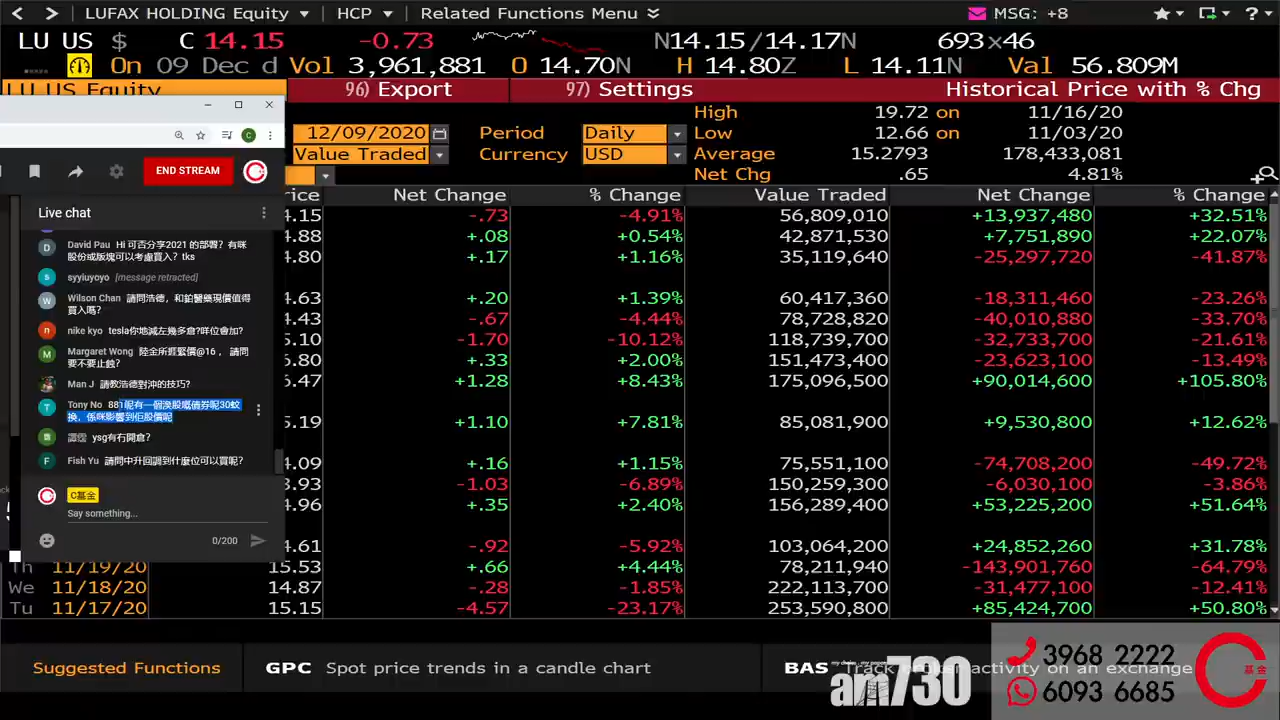 LUFAX HOLDING Equity HCP Related Functions Menu MSG: +8 ?
LU US $ C 14.15 -0.73 N14.15/14.17N 693×46
On 09 Dec d Vol 3,961,881 O 14.70N H 14.80Z L 14.11N Val 56.809M
LU US Equity 96) Export 97) Settings Historical Price with % Chg
High 19.72 on 11/16/20
12/09/2020 Period Daily Low 12.66 on 11/03/20
Value Traded Currency USD Average 15.2793 178,433,081
Net Chg .65 4.81%
rice Net Change % Change Value Traded Net Change % Change
4.15 -.73 -4.91% 56,809,010 +13,937,480 +32.51%
4.88 +.08 +0.54% 42,871,530 +7,751,890 +22.07%
4.80 +.17 +1.16% 35,119,640 -25,297,720 -41.87%
4.63 +.20 +1.39% 60,417,360 -18,311,460 -23.26%
4.43 -.67 -4.44% 78,728,820 -40,010,880 -33.70%
5.10 -1.70 -10.12% 118,739,700 -32,733,700 -21.61%
6.80 +.33 +2.00% 151,473,400 -23,623,100 -13.49%
6.47 +1.28 +8.43% 175,096,500 +90,014,600 +105.80%
5.19 +1.10 +7.81% 85,081,900 +9,530,800 +12.62%
4.09 +.16 +1.15% 75,551,100 -74,708,200 -49.72%
3.93 -1.03 -6.89% 150,259,300 -6,030,100 -3.86%
4.96 +.35 +2.40% 156,289,400 +53,225,200 +51.64%
4.61 -.92 -5.92% 103,064,200 +24,852,260 +31.78%
Th 11/19/20 15.53 +.66 +4.44% 78,211,940 -143,901,760 -64.79%
We 11/18/20 14.87 -.28 -1.85% 222,113,700 -31,477,100 -12.41%
Tu 11/17/20 15.15 -4.57 -23.17% 253,590,800 +85,424,700 +50.80%
END STREAM
Live chat
David Pau Hi 可否分享2021 的部署? 有咪
股份或版塊可以考慮買入? tks
syyiuyoyo [message retracted]
Wilson Chan 請問浩德，和鉑醫藥現價值得
買入嗎?
nike kyo tesla你地減左幾多倉?咩位會加?
Margaret Wong 陸金所揸緊價@16 ，請問
要不要止蝕?
Man J 請教浩德對沖的技巧?
Tony No 881呢有一個換股嘅債券呢30蚊
換，係咪影響到佢股價呢
ysg有冇開倉?
Fish Yu 請問中升回調到什麼位可以買呢?
C基金
Say something...
0/200
Suggested Functions GPC Spot price trends in a candle chart BAS Track broker activity on an exchange
am730
3968 2222
6093 6685
基金